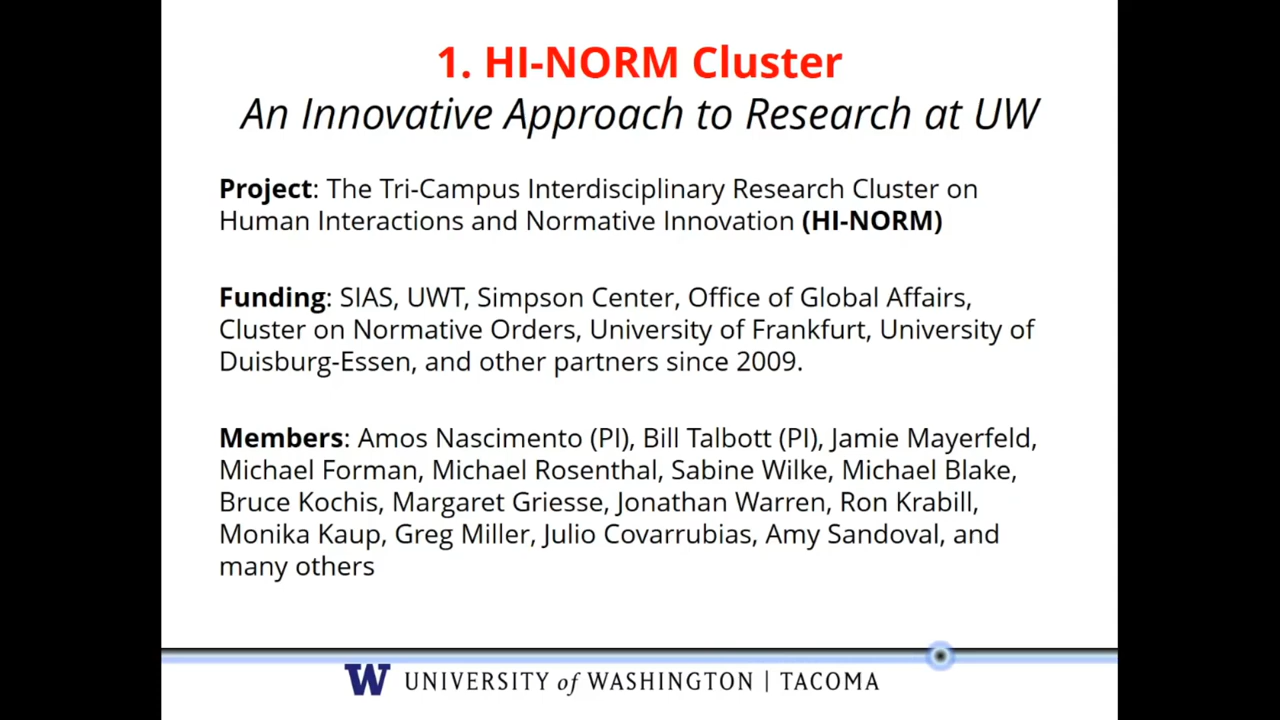 1. HI-NORM Cluster
An Innovative Approach to Research at UW
Project: The Tri-Campus Interdisciplinary Research Cluster on
Human Interactions and Normative Innovation (HI-NORM)
Funding: SIAS, UWT, Simpson Center, Office of Global Affairs,
Cluster on Normative Orders, University of Frankfurt, University of
Duisburg-Essen, and other partners since 2009.
Members: Amos Nascimento (PI), Bill Talbott (PI), Jamie Mayerfeld,
Michael Forman, Michael Rosenthal, Sabine Wilke, Michael Blake,
Bruce Kochis, Margaret Griesse, Jonathan Warren, Ron Krabill,
Monika Kaup, Greg Miller, Julio Covarrubias, Amy Sandoval, and
many others
W UNIVERSITY of WASHINGTON | TACOMA